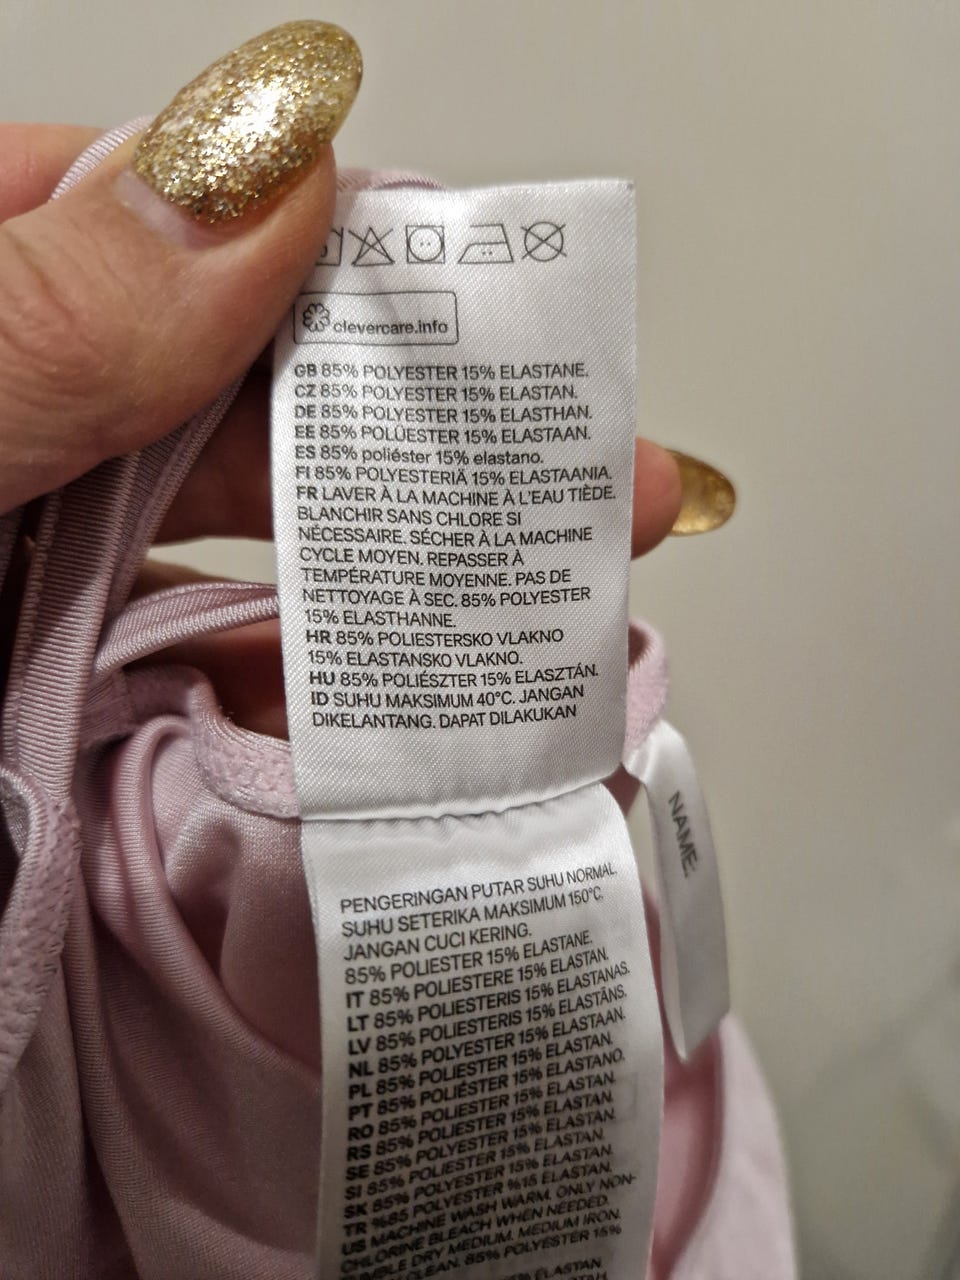 clevercare.info
GB 85% POLYESTER 15% ELASTANE.
CZ 85% POLYESTER 15% ELASTAN.
DE 85% POLYESTER 15% ELASTHAN.
EE 85% POLÜESTER 15% ELASTAAN.
ES 85% poliéster 15% elastano.
FI 85% POLYESTERIÄ 15% ELASTAANIA.
FR LAVER À LA MACHINE À L'EAU TIÈDE.
BLANCHIR SANS CHLORE SI
NÉCESSAIRE. SÉCHER À LA MACHINE
CYCLE MOYEN. REPASSER À
TEMPÉRATURE MOYENNE. PAS DE
NETTOYAGE À SEC. 85% POLYESTER
15% ELASTHANNE.
HR 85% POLIESTERSKO VLAKNO
15% ELASTANSKO VLAKNO.
HU 85% POLIÉSZTER 15% ELASZTÁN.
ID SUHU MAKSIMUM 40°C. JANGAN
DIKELANTANG. DAPAT DILAKUKAN
PENGERINGAN PUTAR SUHU NORMAL.
SUHU SETERIKA MAKSIMUM 150°C.
JANGAN CUCI KERING.
85% POLIESTER 15% ELASTANE.
IT 85% POLIESTERE 15% ELASTAN.
LT 85% POLIESTERIS 15% ELASTANAS.
LV 85% POLIESTERIS 15% ELASTĀNS.
NL 85% POLYESTER 15% ELASTAAN.
PL 85% POLIESTER 15% ELASTAN.
PT 85% POLIÉSTER 15% ELASTANO.
RO 85% POLIESTER 15% ELASTAN.
RS 85% POLIESTER 15% ELASTAN.
SE 85% POLYESTER 15% ELASTAN.
SI 85% POLIESTER 15% ELASTAN.
SK 85% POLYESTER 15% ELASTAN.
TR %85 POLYESTER %15 ELASTAN.
US MACHINE WASH WARM. ONLY NON-
CHLORINE BLEACH WHEN NEEDED.
TUMBLE DRY MEDIUM. MEDIUM IRON.
CLEAN. 85% POLYESTER 15%
ELASTAN
NAME: